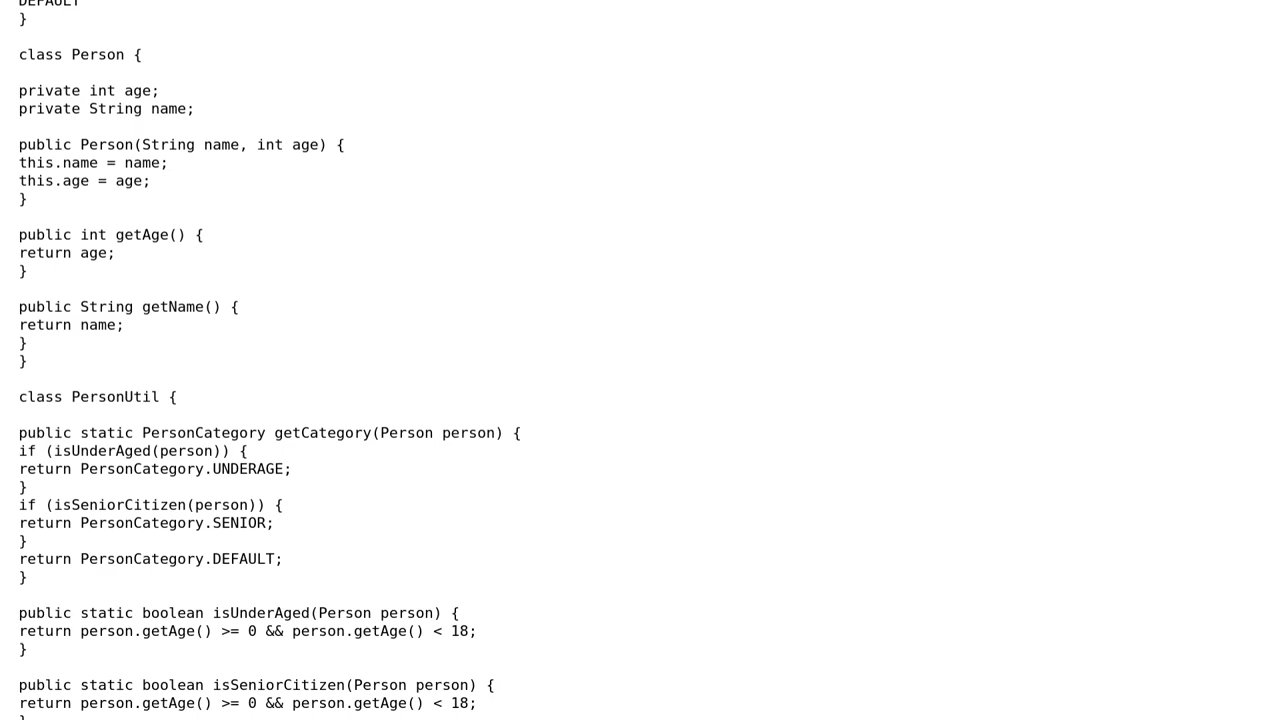 DEFAULT
}
class Person {
private int age;
private String name;
public Person(String name, int age) {
this.name = name;
this.age = age;
}
public int getAge() {
return age;
}
public String getName() {
return name;
}
}
class PersonUtil {
public static PersonCategory getCategory(Person person) {
if (isUnderAged(person)) {
return PersonCategory.UNDERAGE;
}
if (isSeniorCitizen(person)) {
return PersonCategory.SENIOR;
}
return PersonCategory.DEFAULT;
}
public static boolean isUnderAged(Person person) {
return person.getAge() >= 0 && person.getAge() < 18;
}
public static boolean isSeniorCitizen(Person person) {
return person.getAge() >= 0 && person.getAge() < 18;
}